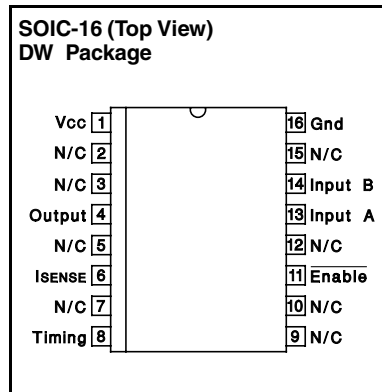 SOIC-16 (Top View)
DW Package
Vcc 1
16 Gnd
N/C 2
15 N/C
N/C 3
14 Input B
Output 4
13 Input A
N/C 5
12 N/C
ISENSE 6
11 Enable
N/C 7
10 N/C
Timing 8
9 N/C